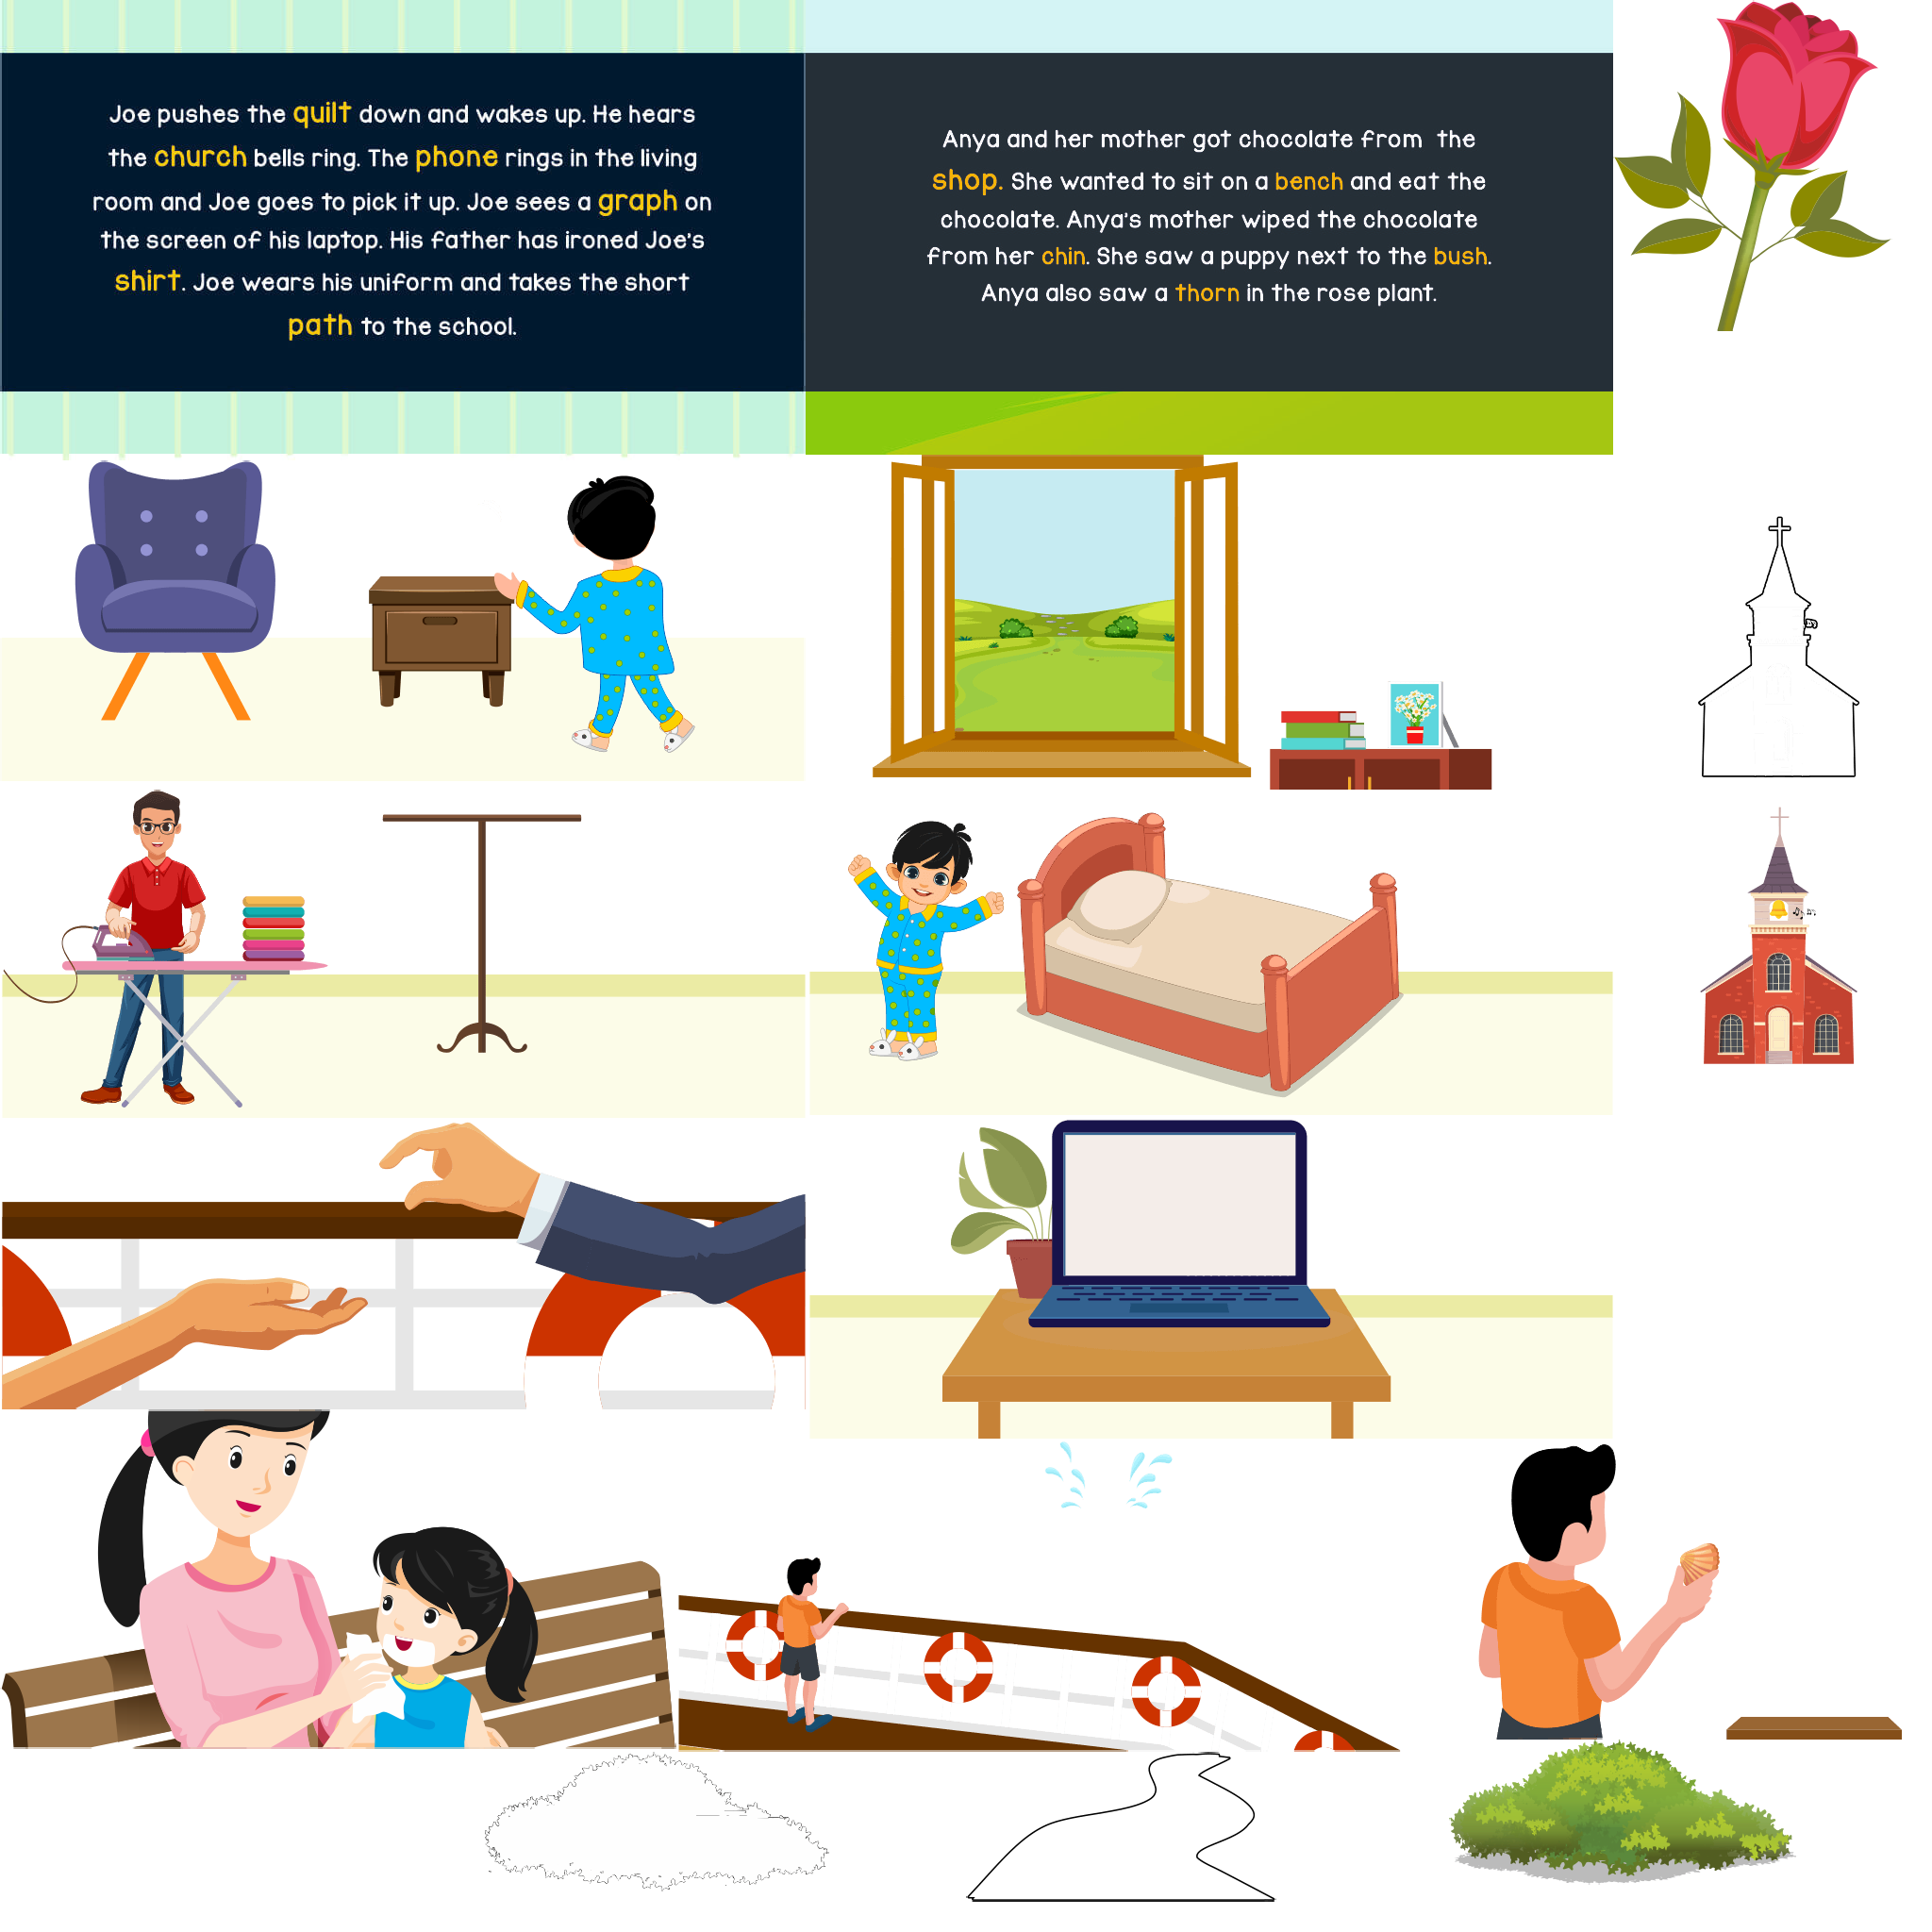 Joe pushes the quilt down and wakes up. He hears
the church bells ring. The phone rings in the living
room and Joe goes to pick it up. Joe sees a graph on
the screen of his laptop. His father has ironed Joe's
shirt. Joe wears his uniform and takes the short
path to the school.
Anya and her mother got chocolate from the
shop. She wanted to sit on a bench and eat the
chocolate. Anya's mother wiped the chocolate
from her chin. She saw a puppy next to the bush.
Anya also saw a thorn in the rose plant.